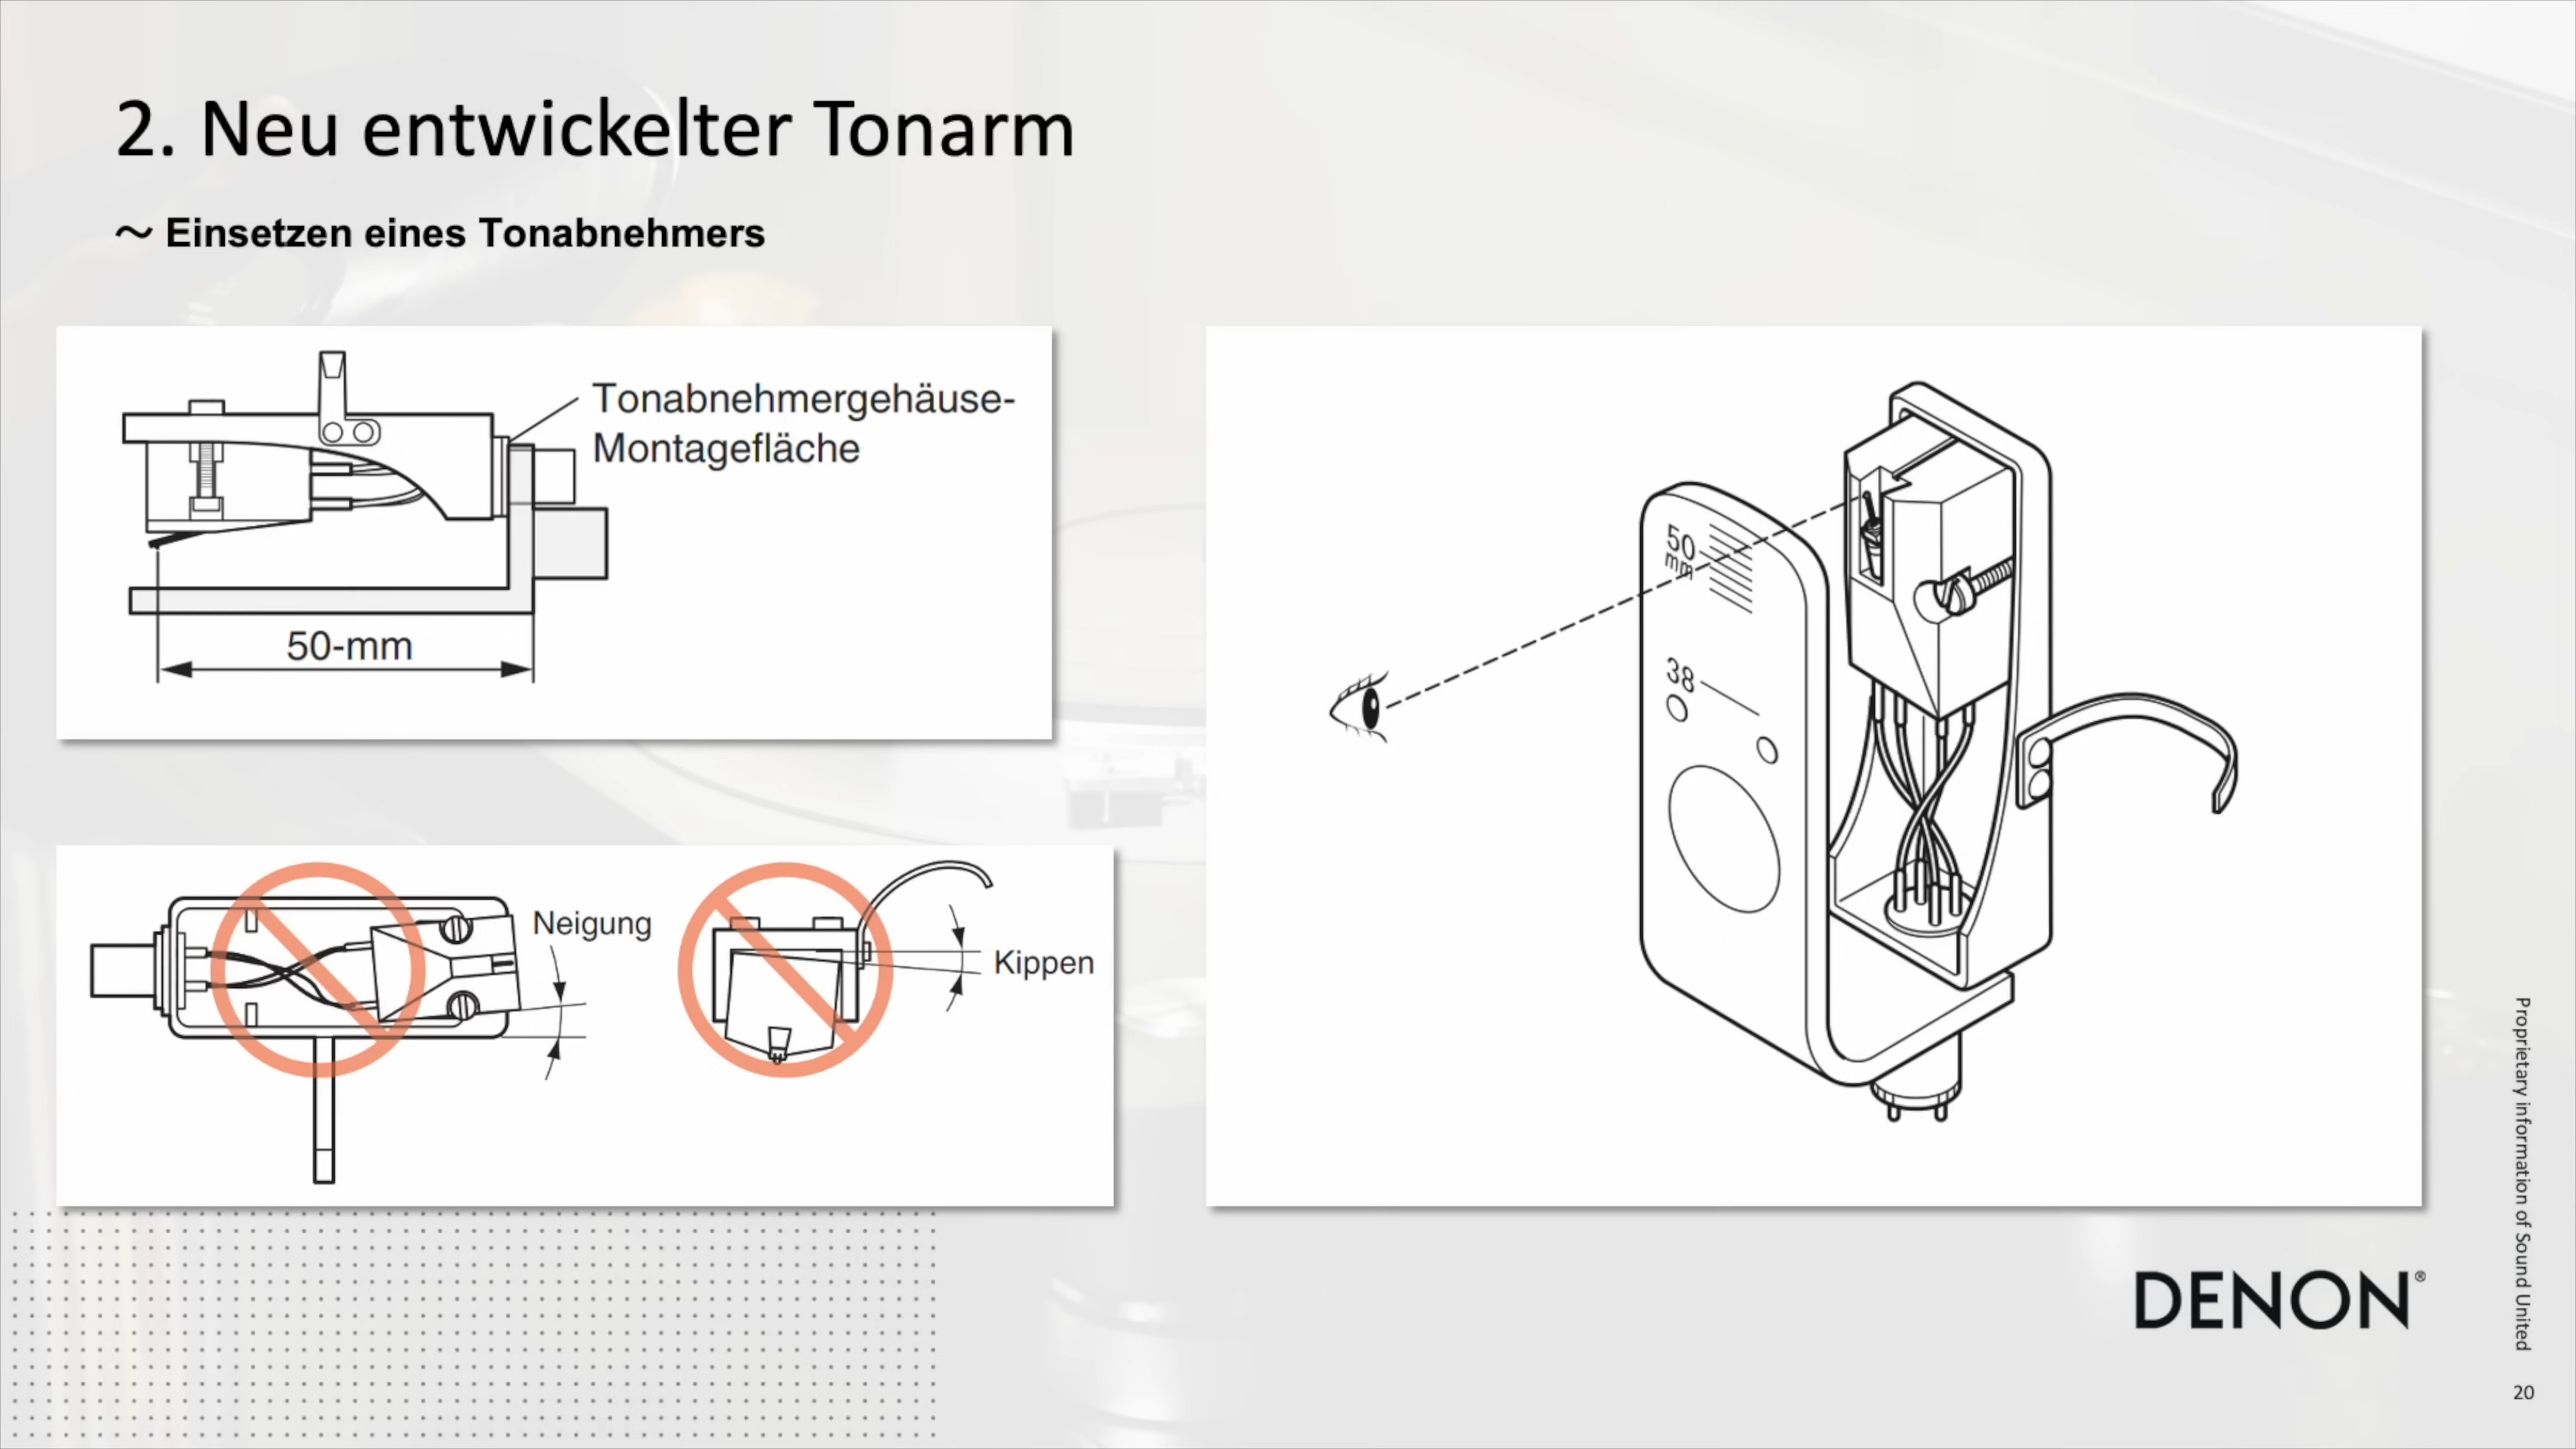 2. Neu entwickelter Tonarm
～ Einsetzen eines Tonabnehmers
Tonabnehmergehäuse-
Montagefläche
50-mm
Neigung
Kippen
50
mm
38
DENON®
Proprietary information of Sound United
20